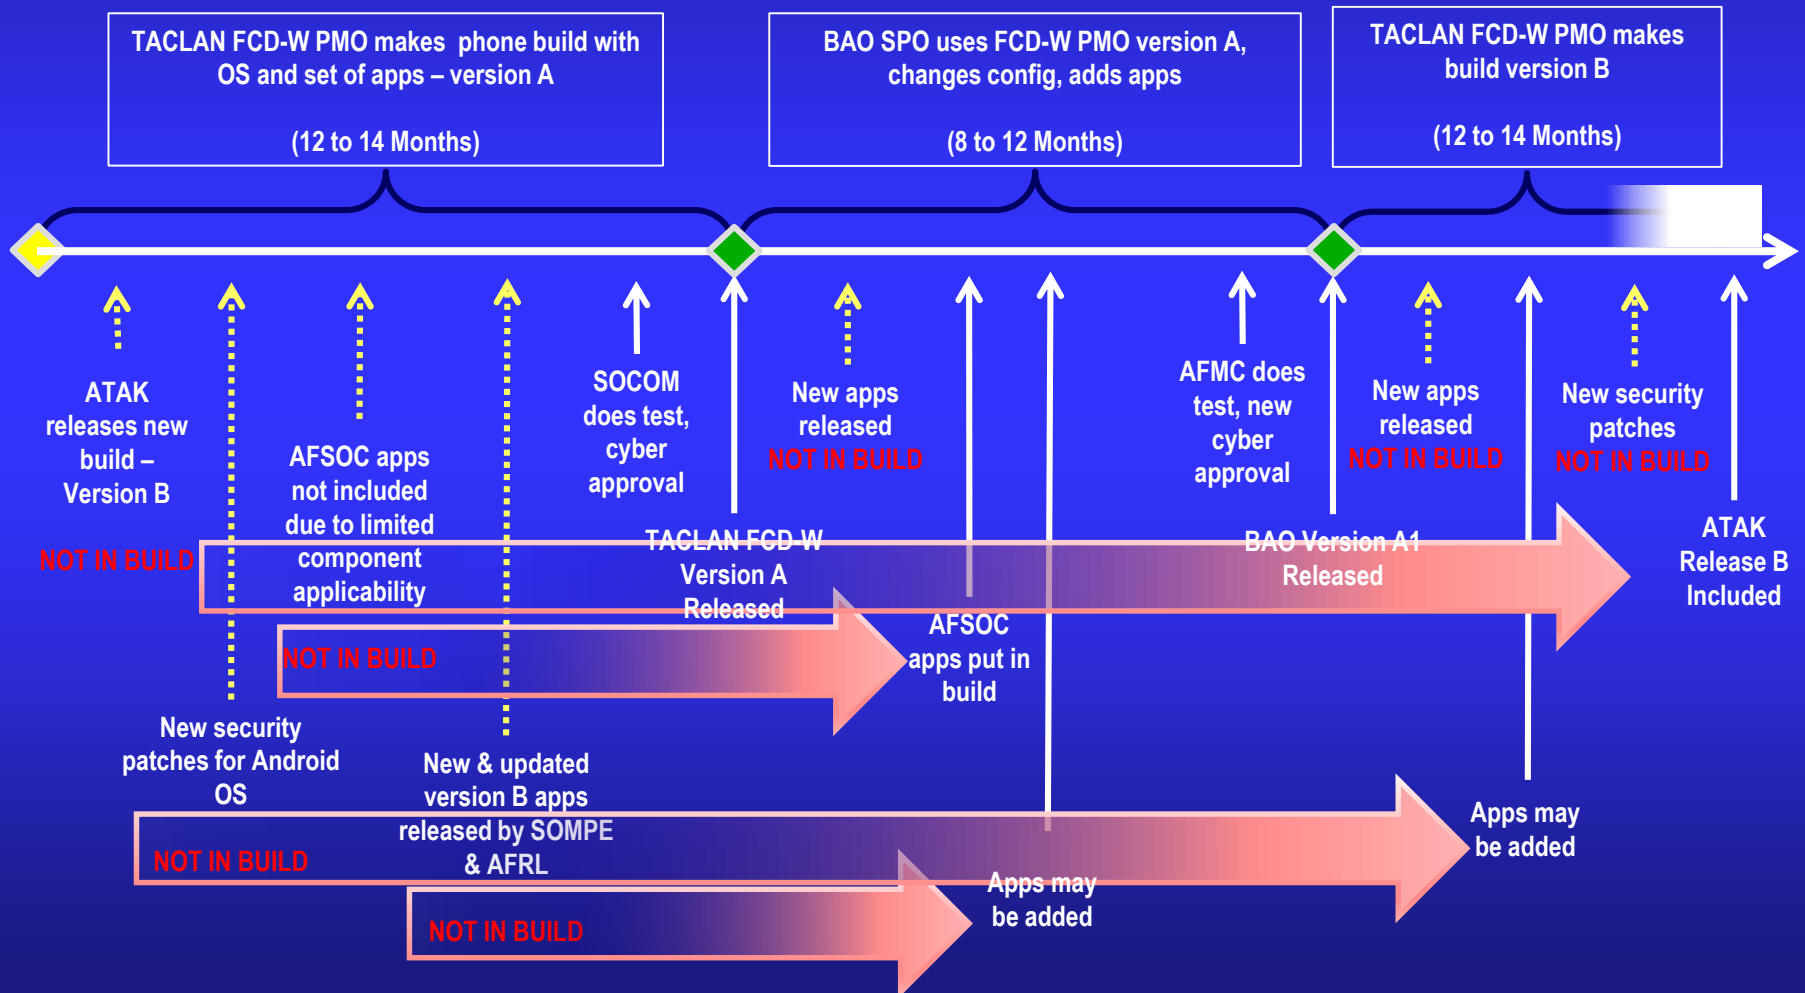 TACLAN FCD-W PMO makes phone build with
OS and set of apps – version A
(12 to 14 Months)
BAO SPO uses FCD-W PMO version A,
changes config, adds apps
(8 to 12 Months)
TACLAN FCD-W PMO makes
build version B
(12 to 14 Months)
ATAK
releases new
build –
Version B
NOT IN BUILD
New security
patches for Android
OS
NOT IN BUILD
AFSOC apps
not included
due to limited
component
applicability
NOT IN BUILD
New & updated
version B apps
released by SOMPE
& AFRL
NOT IN BUILD
SOCOM
does test,
cyber
approval
TACLAN FCD-W
Version A
Released
New apps
released
NOT IN BUILD
AFSOC
apps put in
build
Apps may
be added
AFMC does
test, new
cyber
approval
BAO Version A1
Released
New apps
released
NOT IN BUILD
Apps may
be added
New security
patches
NOT IN BUILD
ATAK
Release B
Included